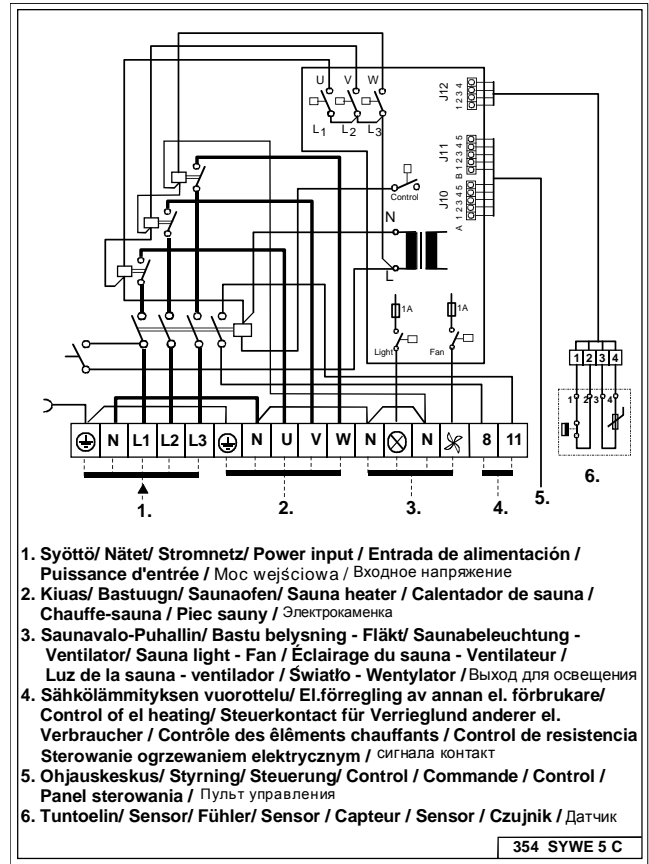 U V W
L1 L2 L3
Control
N
L
1A
1A
Light
Fan
J12
1 2 3 4
J11
B 1 2 3 4 5
J10
A 1 2 3 4 5
1 2 3 4
1 2 3 4
6.
5.
N L1 L2 L3 N U V W N N 8 11
1. 2. 3. 4.
1. Syöttö/ Nätet/ Stromnetz/ Power input / Entrada de alimentación /
Puissance d'entrée / Moc wejściowa / Входное напряжение
2. Kiuas/ Bastuugn/ Saunaofen/ Sauna heater / Calentador de sauna /
Chauffe-sauna / Piec sauny / Электрокаменка
3. Saunavalo-Puhallin/ Bastu belysning - Fläkt/ Saunabeleuchtung -
Ventilator/ Sauna light - Fan / Éclairage du sauna - Ventilateur /
Luz de la sauna - ventilador / Światło - Wentylator / Выход для освещения
4. Sähkölämmityksen vuorottelu/ El.förregling av annan el. förbrukare/
Control of el heating/ Steuerkontact für Verrieglund anderer el.
Verbraucher / Contrôle des êlêments chauffants / Control de resistencia
Sterowanie ogrzewaniem elektrycznym / сигнала контакт
5. Ohjauskeskus/ Styrning/ Steuerung/ Control / Commande / Control /
Panel sterowania / Пульт управления
6. Tuntoelin/ Sensor/ Fühler/ Sensor / Capteur / Sensor / Czujnik / Датчик
354 SYWE 5 C